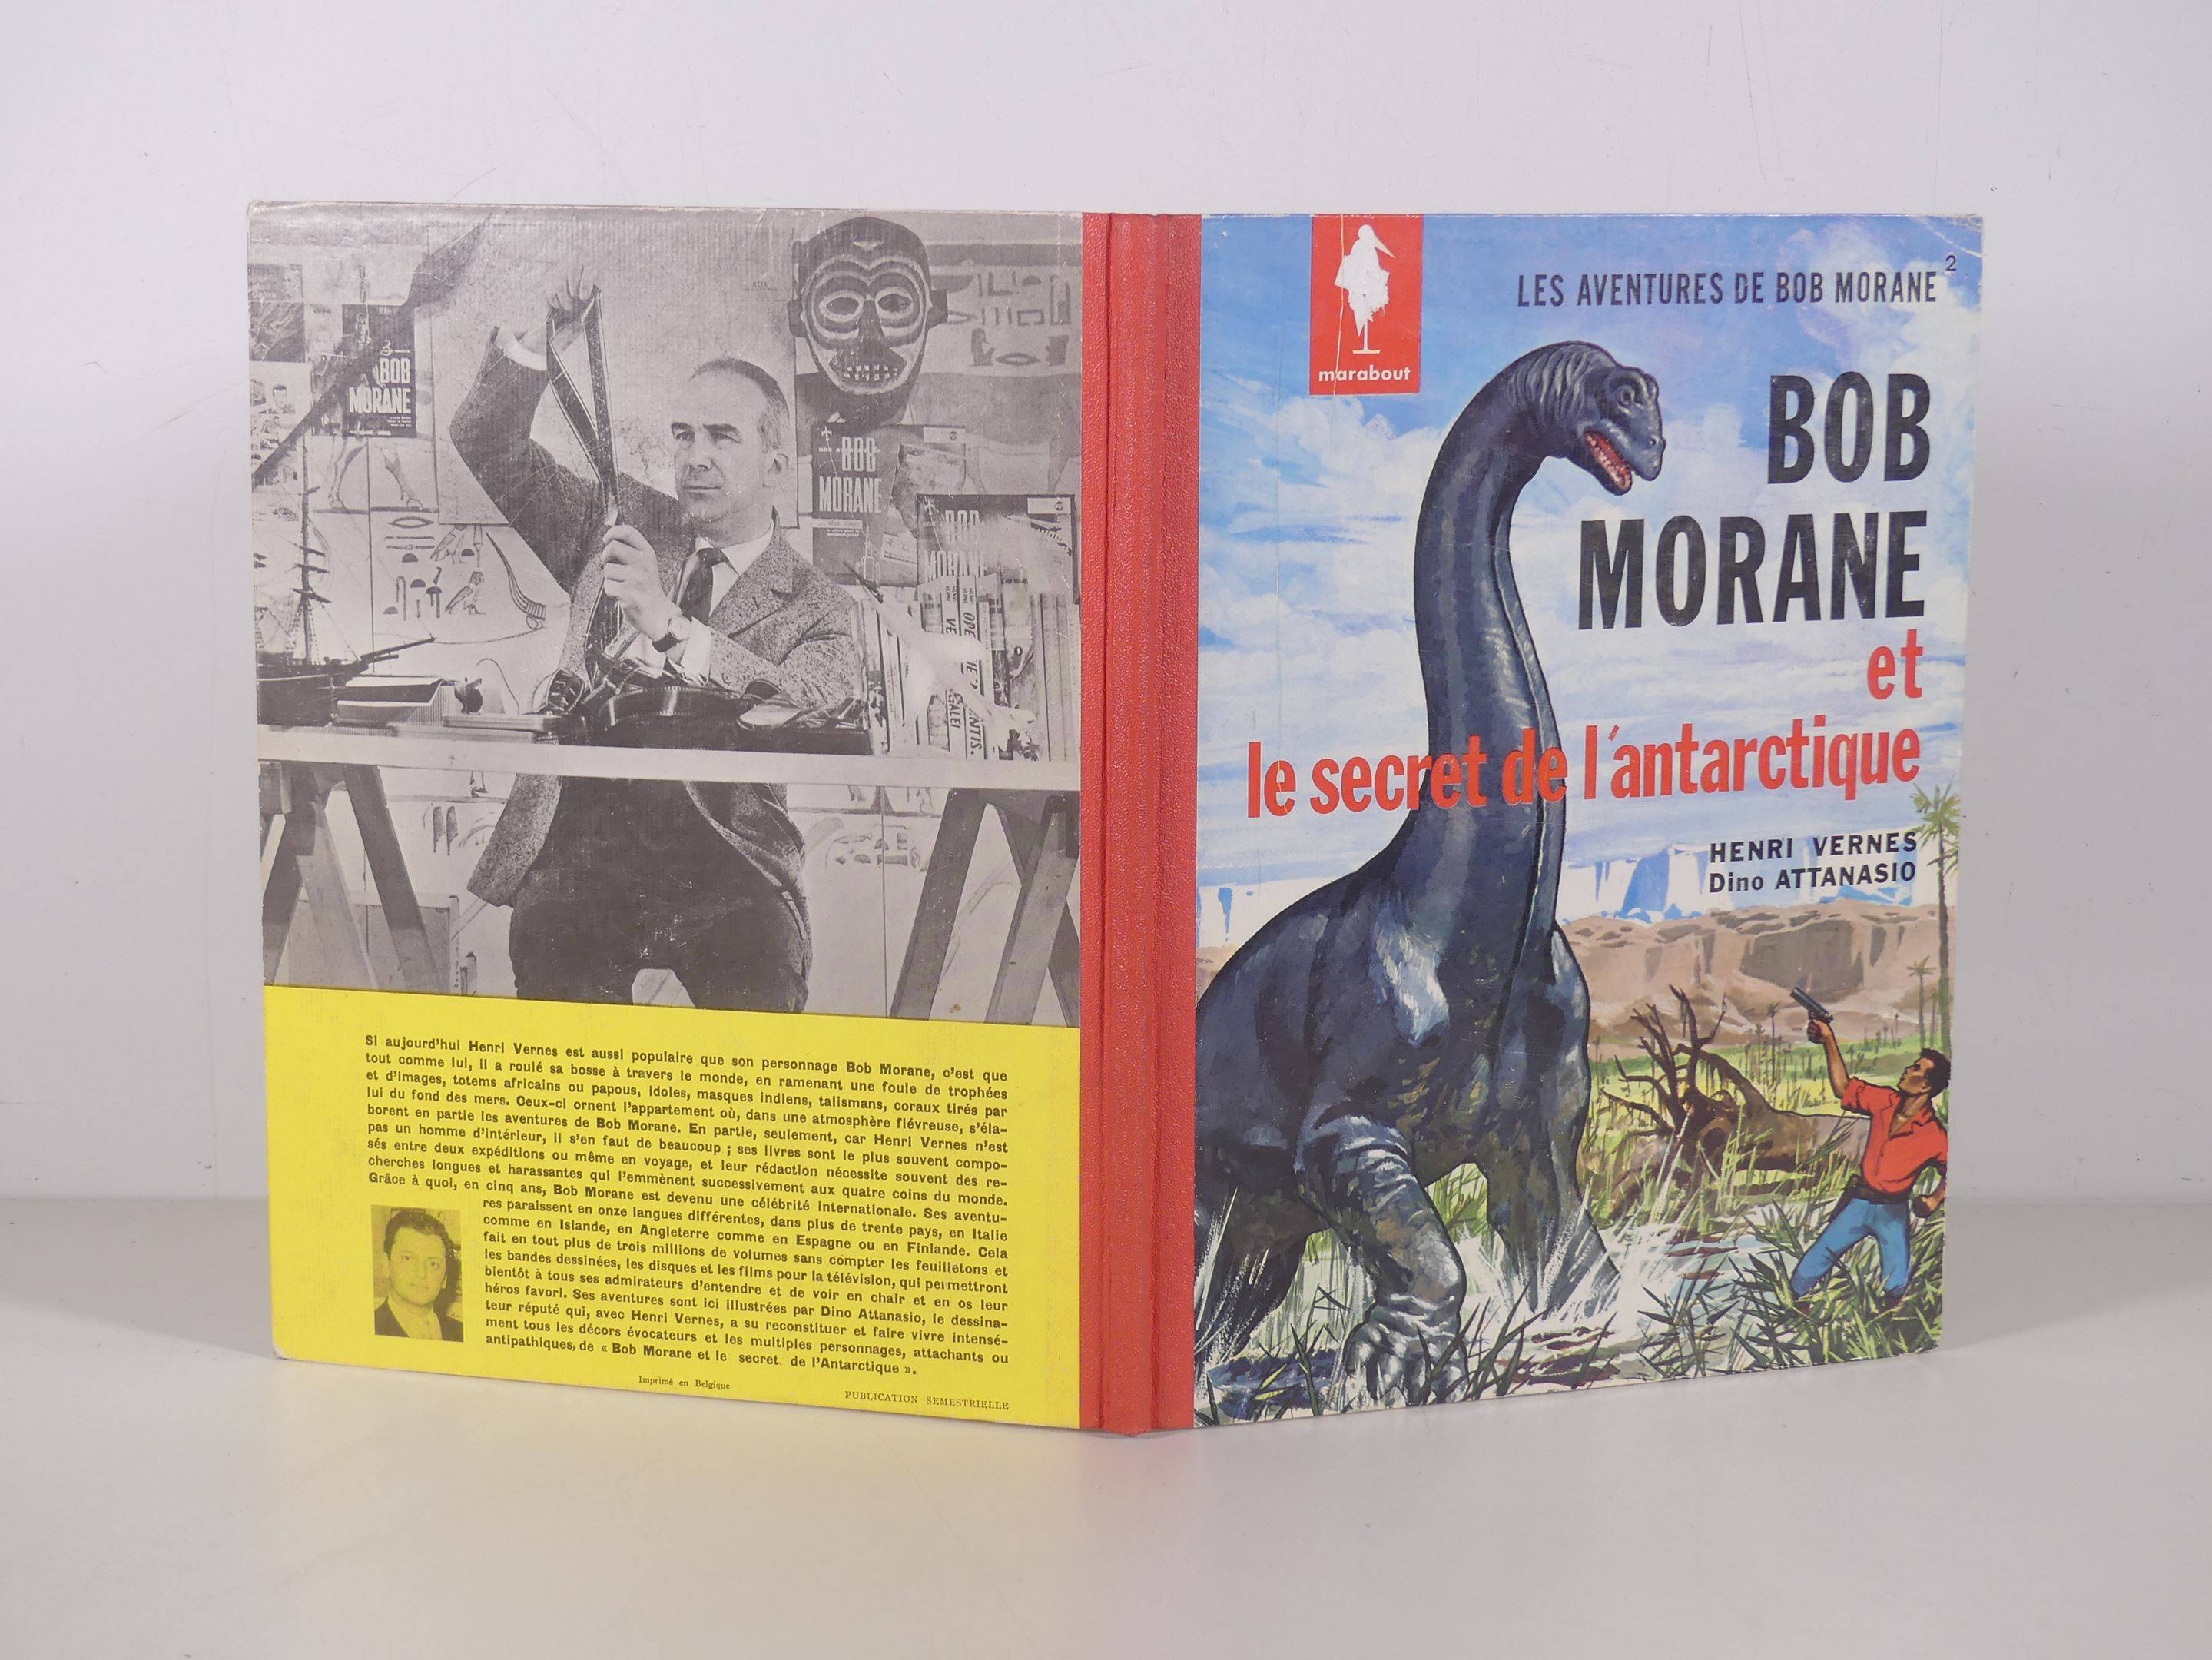 BOB
MORANE
BOB
MORANE
BOB
MORANE
Si aujourd'hui Henri Vernes est aussi populaire que son personnage Bob Morane, c'est que
tout comme lui, il a roulé sa bosse à travers le monde, en ramenant une foule de trophées
et d'images, totems africains ou papous, idoles, masques indiens, talismans, coraux tirés par
lui du fond des mers. Ceux-ci ornent l'appartement où, dans une atmosphère fiévreuse, s'éla-
borent en partie les aventures de Bob Morane. En partie, seulement, car Henri Vernes n'est
pas un homme d'intérieur, il s'en faut de beaucoup ; ses livres sont le plus souvent compo-
sés entre deux expéditions ou même en voyage, et leur rédaction nécessite souvent des re-
cherches longues et harassantes qui l'emmènent successivement aux quatre coins du monde.
Grâce à quoi, en cinq ans, Bob Morane est devenu une célébrité internationale. Ses aventu-
res paraissent en onze langues différentes, dans plus de trente pays, en Italie
comme en Islande, en Angleterre comme en Espagne ou en Finlande. Cela
fait en tout plus de trois millions de volumes sans compter les feuilletons et
les bandes dessinées, les disques et les films pour la télévision, qui permettront
bientôt à tous ses admirateurs d'entendre et de voir en chair et en os leur
héros favori. Ses aventures sont ici illustrées par Dino Attanasio, le dessina-
teur réputé qui, avec Henri Vernes, a su reconstituer et faire vivre intensé-
ment tous les décors évocateurs et les multiples personnages, attachants ou
antipathiques, de « Bob Morane et le secret de l'Antarctique ».
Imprimé en Belgique
PUBLICATION SEMESTRIELLE
marabout
2
LES AVENTURES DE BOB MORANE
BOB
MORANE
et
le secret de l'antarctique
HENRI VERNES
Dino ATTANASIO